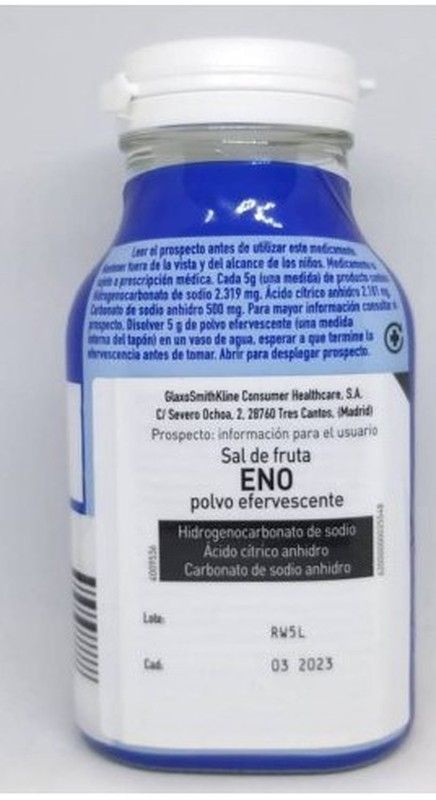 Leer el prospecto antes de utilizar este medicamento.
Mantener fuera de la vista y del alcance de los niños. Medicamento no
sujeto a prescripción médica. Cada 5g (una medida) de producto contiene:
Hidrogenocarbonato de sodio 2.319 mg. Ácido cítrico anhidro 2.181 mg.
Carbonato de sodio anhidro 500 mg. Para mayor información consultar el
prospecto. Disolver 5 g de polvo efervescente (una medida
interna del tapón) en un vaso de agua, esperar a que termine la
efervescencia antes de tomar. Abrir para desplegar prospecto.
GlaxoSmithKline Consumer Healthcare, S.A.
C/ Severo Ochoa, 2, 28760 Tres Cantos, (Madrid)
Prospecto: información para el usuario
Sal de fruta
ENO
polvo efervescente
Hidrogenocarbonato de sodio
Ácido cítrico anhidro
Carbonato de sodio anhidro
Lote:
RW5L
Cad:
03 2023